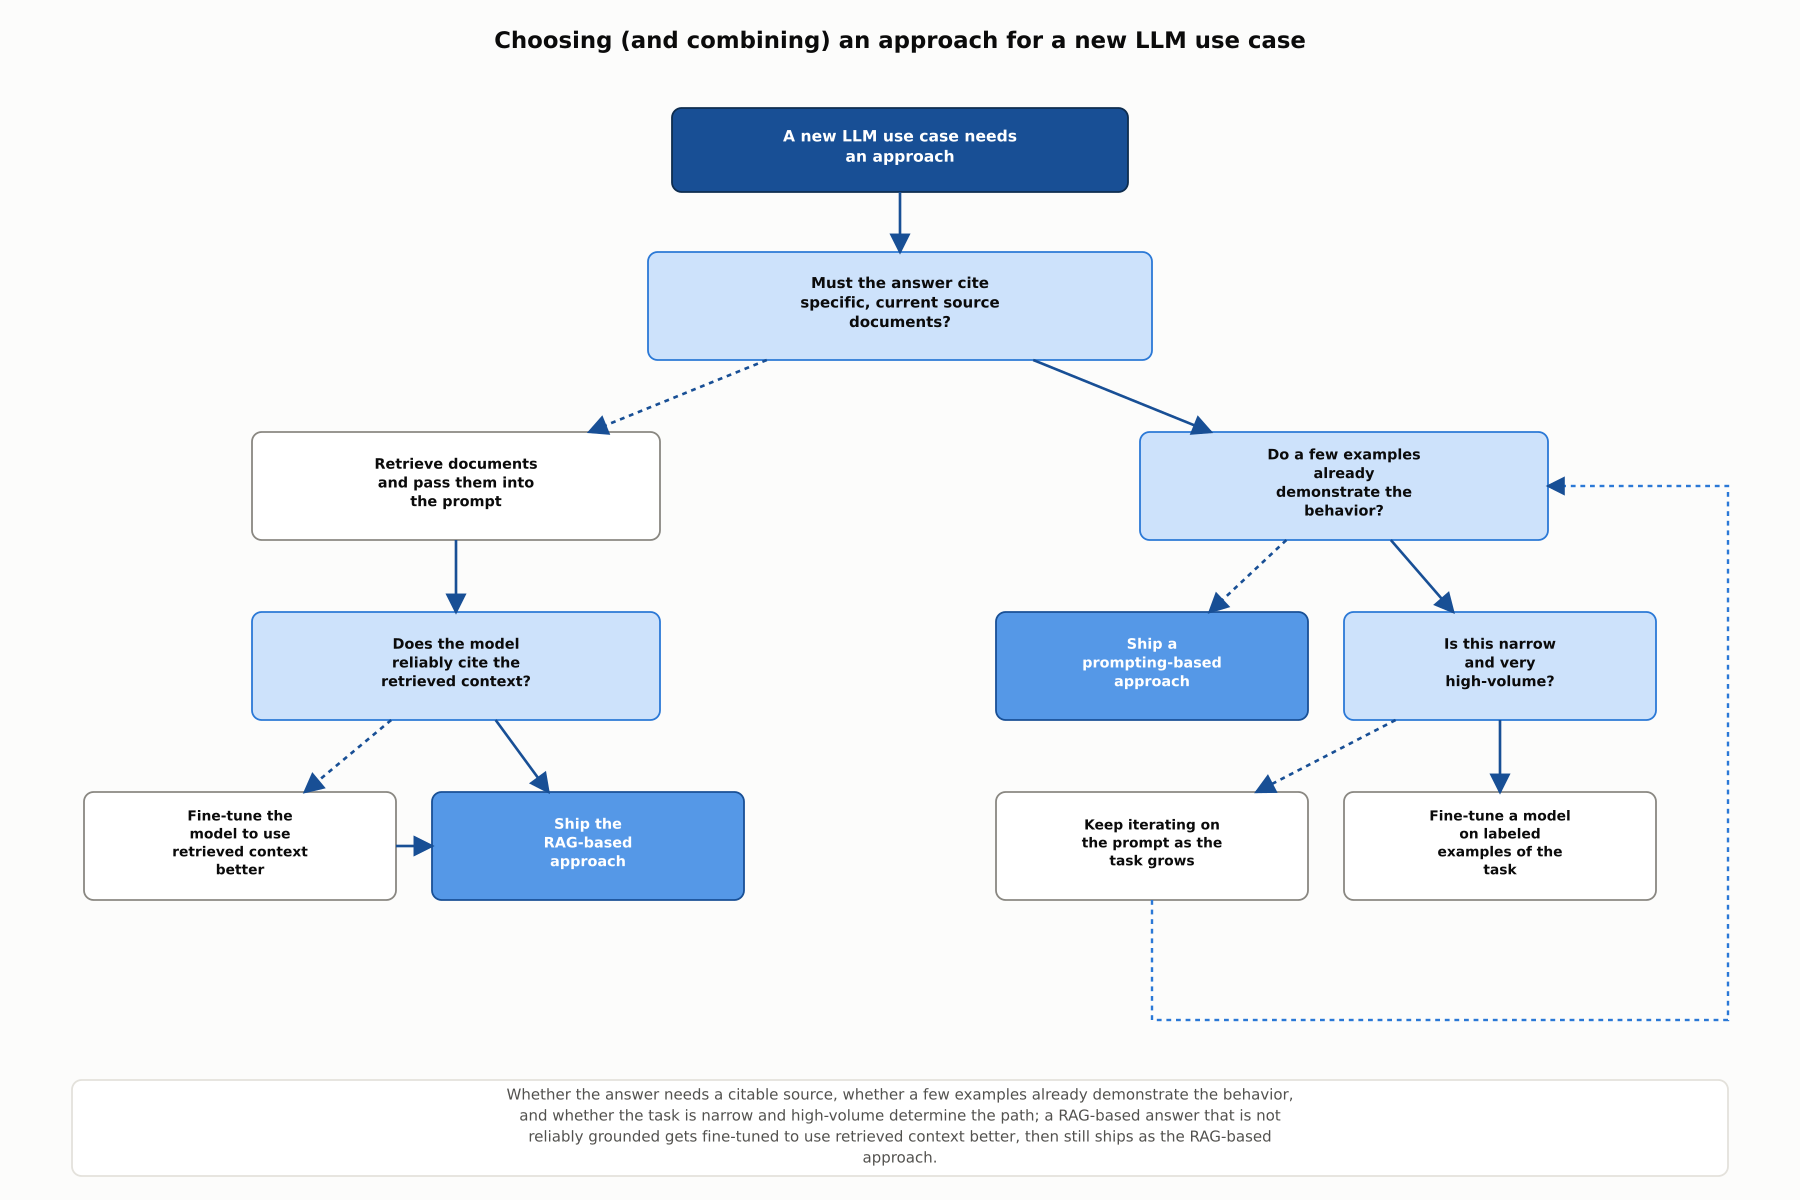 Choosing (and combining) an approach for a new LLM use case
A new LLM use case needs
an approach
Must the answer cite
specific, current source
documents?
Retrieve documents
and pass them into
the prompt
Do a few examples
already
demonstrate the
behavior?
Does the model
reliably cite the
retrieved context?
Ship a
prompting-based
approach
Is this narrow
and very
high-volume?
Fine-tune the
model to use
retrieved context
better
Ship the
RAG-based
approach
Keep iterating on
the prompt as the
task grows
Fine-tune a model
on labeled
examples of the
task
Whether the answer needs a citable source, whether a few examples already demonstrate the behavior,
and whether the task is narrow and high-volume determine the path; a RAG-based answer that is not
reliably grounded gets fine-tuned to use retrieved context better, then still ships as the RAG-based
approach.